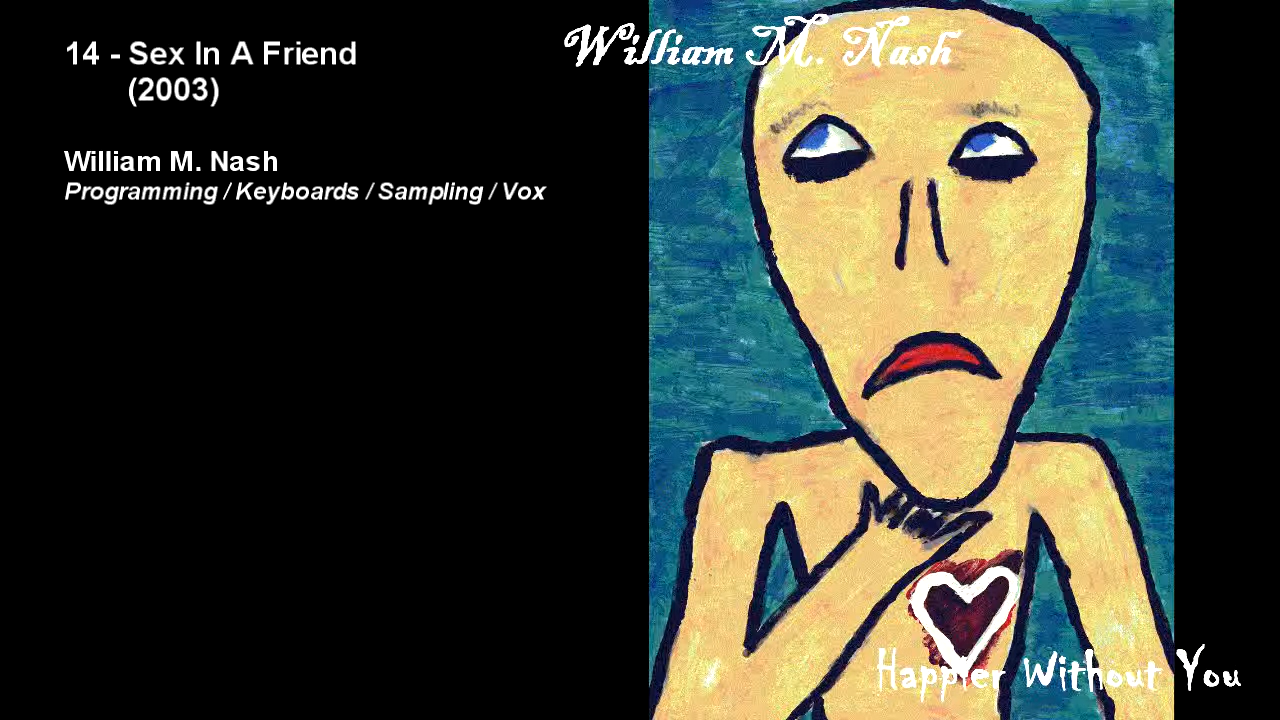 14 - Sex In A Friend
(2003)
William M. Nash
Programming / Keyboards / Sampling / Vox
William M. Nash
Happier Without You